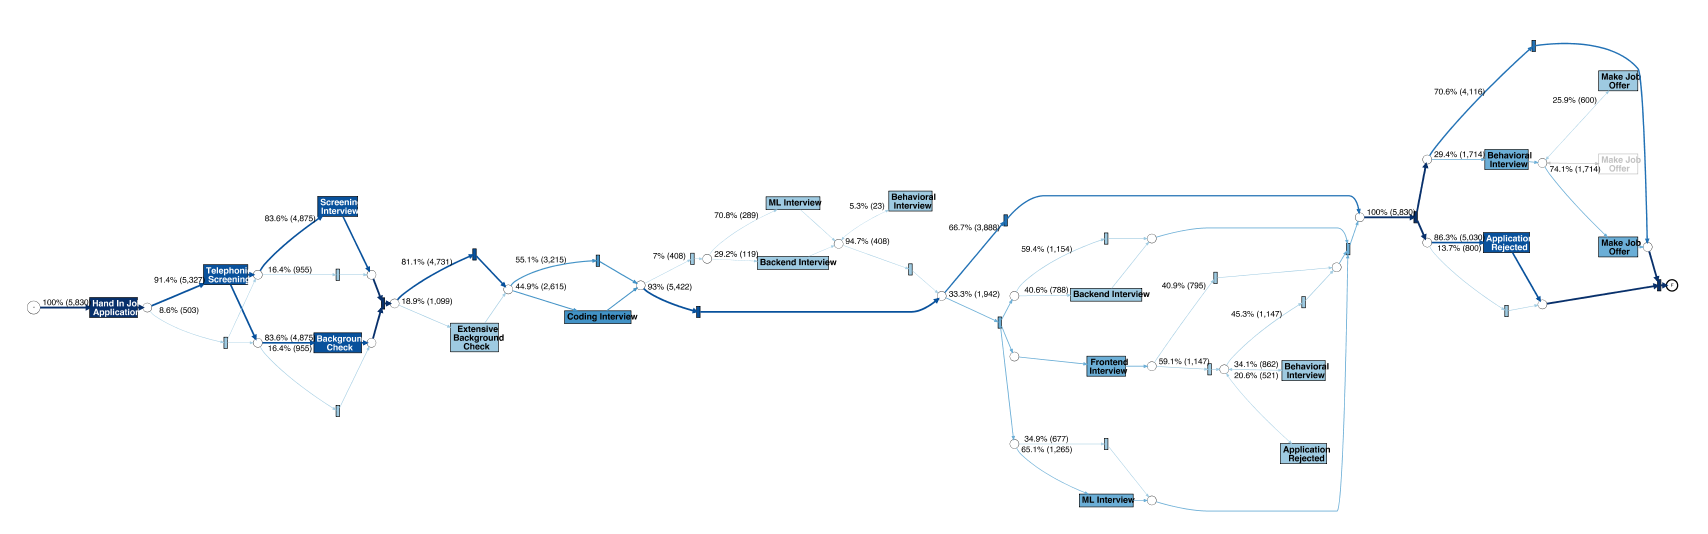 100% (5,830)
Hand In Job
Application
91.4% (5,327
8.6% (503)
Telephonic
Screening
83.6% (4,875)
16.4% (955)
Screening
Interview
83.6% (4,875
16.4% (955)
Background
Check
81.1% (4,731)
18.9% (1,099)
Extensive
Background
Check
55.1% (3,215)
44.9% (2,615)
Coding Interview
7% (408)
93% (5,422)
70.8% (289)
29.2% (119)
ML Interview
Backend Interview
5.3% (23)
94.7% (408)
Behavioral
Interview
66.7% (3,888)
33.3% (1,942)
59.4% (1,154)
40.6% (788)
Backend Interview
Frontend
Interview
40.9% (795)
59.1% (1,147)
45.3% (1,147)
34.1% (862)
20.6% (521)
Behavioral
Interview
Application
Rejected
34.9% (677)
65.1% (1,265)
ML Interview
100% (5,830)
70.6% (4,116)
29.4% (1,714)
Behavioral
Interview
25.9% (600)
74.1% (1,714)
Make Job
Offer
Make Job
Offer
Make Job
Offer
86.3% (5,030)
13.7% (800)
Application
Rejected